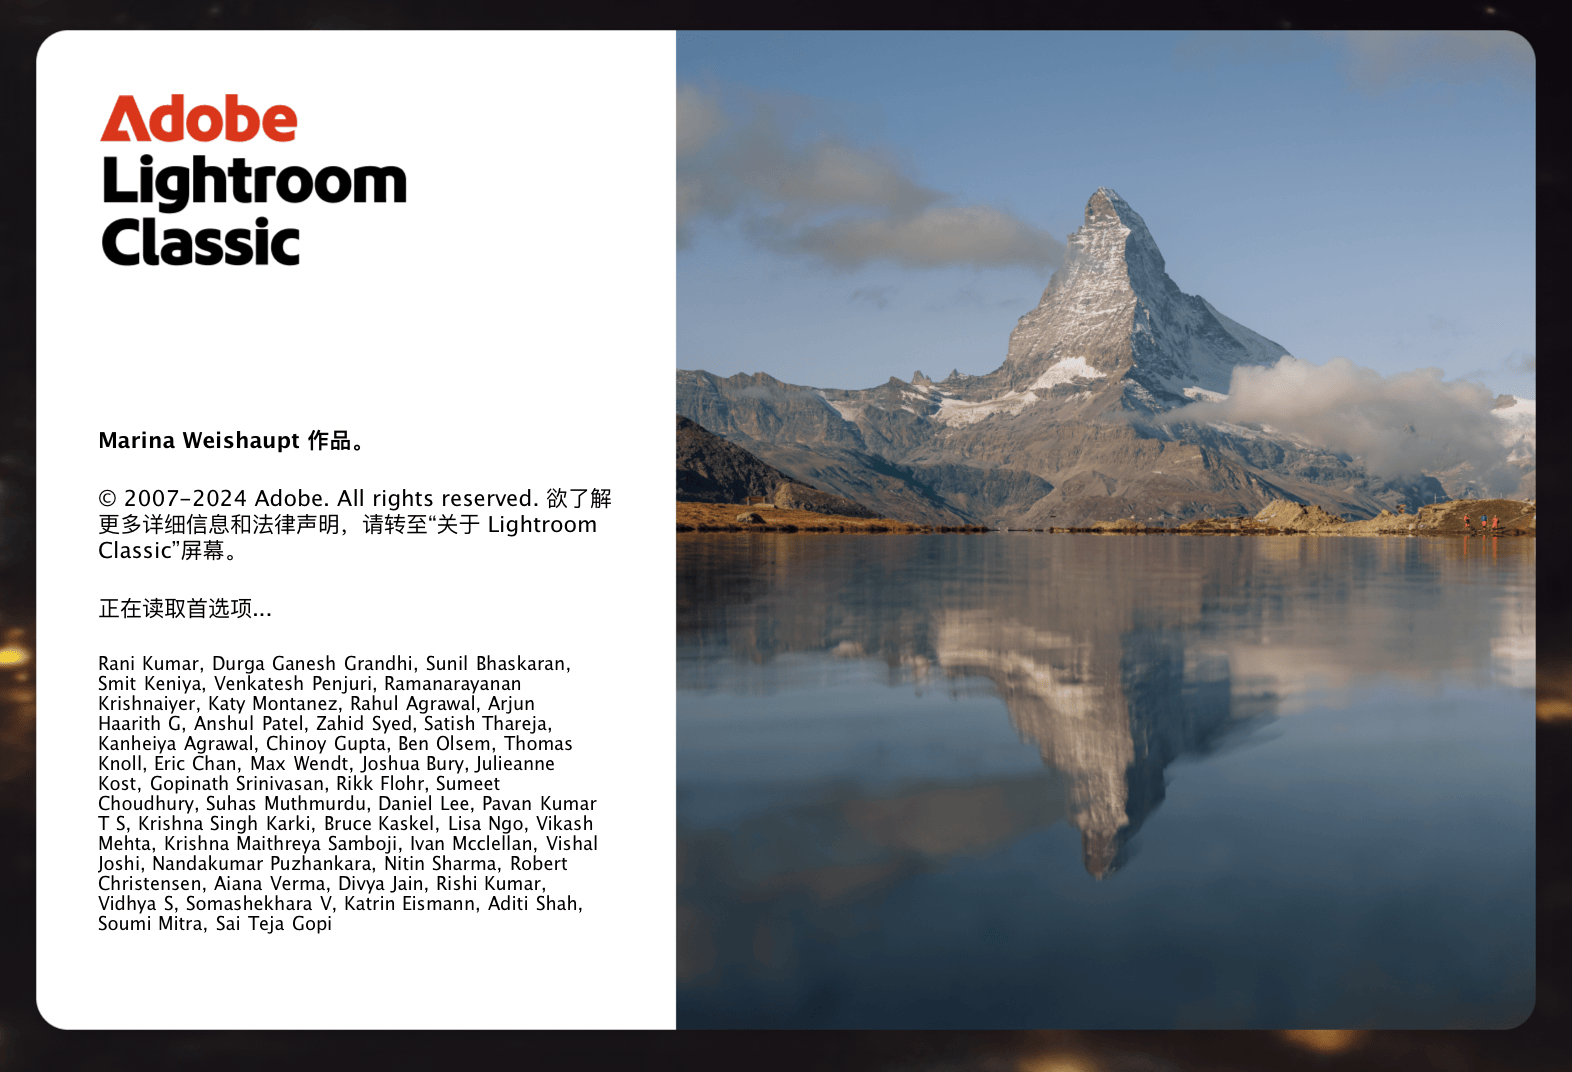 Adobe
Lightroom
Classic
Marina Weishaupt 作品。
© 2007-2024 Adobe. All rights reserved. 欲了解
更多详细信息和法律声明，请转至“关于 Lightroom
Classic”屏幕。
正在读取首选项...
Rani Kumar, Durga Ganesh Grandhi, Sunil Bhaskaran,
Smit Keniya, Venkatesh Penjuri, Ramanarayanan
Krishnaiyer, Katy Montanez, Rahul Agrawal, Arjun
Haarith G, Anshul Patel, Zahid Syed, Satish Thareja,
Kanheiya Agrawal, Chinoy Gupta, Ben Olsem, Thomas
Knoll, Eric Chan, Max Wendt, Joshua Bury, Julieanne
Kost, Gopinath Srinivasan, Rikk Flohr, Sumeet
Choudhury, Suhas Muthmurdu, Daniel Lee, Pavan Kumar
T S, Krishna Singh Karki, Bruce Kaskel, Lisa Ngo, Vikash
Mehta, Krishna Maithreya Samboji, Ivan Mcclellan, Vishal
Joshi, Nandakumar Puzhankara, Nitin Sharma, Robert
Christensen, Aiana Verma, Divya Jain, Rishi Kumar,
Vidhya S, Somashekhara V, Katrin Eismann, Aditi Shah,
Soumi Mitra, Sai Teja Gopi